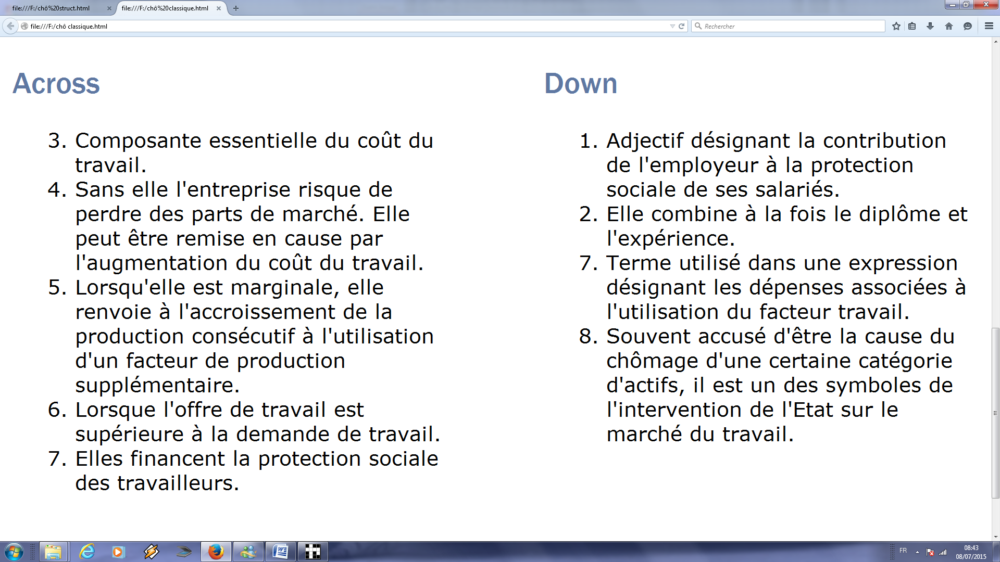 file:///F:/chô%20struct.html
file:///F:/chô%20classique.html
file:///F:/chô classique.html
Rechercher
Across
3. Composante essentielle du coût du
travail.
4. Sans elle l'entreprise risque de
perdre des parts de marché. Elle
peut être remise en cause par
l'augmentation du coût du travail.
5. Lorsqu'elle est marginale, elle
renvoie à l'accroissement de la
production consécutif à l'utilisation
d'un facteur de production
supplémentaire.
6. Lorsque l'offre de travail est
supérieure à la demande de travail.
7. Elles financent la protection sociale
des travailleurs.
Down
1. Adjectif désignant la contribution
de l'employeur à la protection
sociale de ses salariés.
2. Elle combine à la fois le diplôme et
l'expérience.
7. Terme utilisé dans une expression
désignant les dépenses associées à
l'utilisation du facteur travail.
8. Souvent accusé d'être la cause du
chômage d'une certaine catégorie
d'actifs, il est un des symboles de
l'intervention de l'Etat sur le
marché du travail.
FR
08:43
08/07/2015